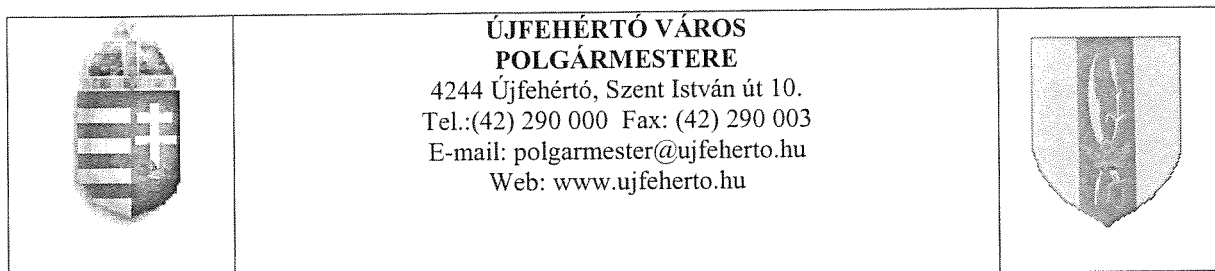 ÚJFEHÉRTÓ VÁROS
POLGÁRMESTERE
4244 Újfehértó, Szent István út 10.
Tel.:(42) 290 000 Fax: (42) 290 003
E-mail: polgarmester@ujfeherto.hu
Web: www.ujfeherto.hu